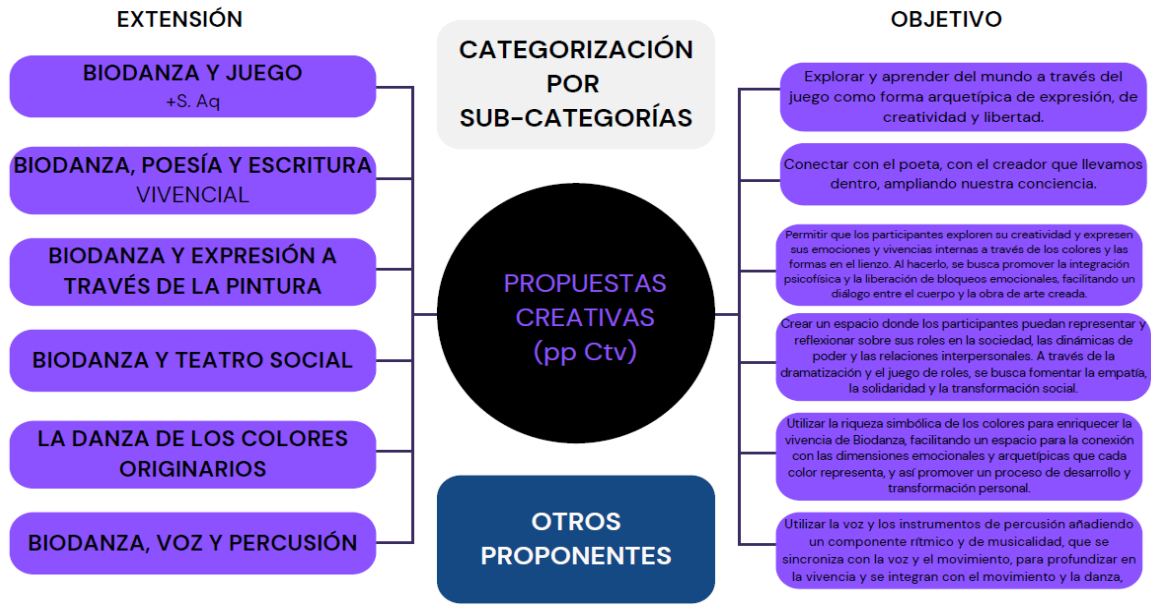 EXTENSIÓN
BIODANZA Y JUEGO
+S. Aq
BIODANZA, POESÍA Y ESCRITURA
VIVENCIAL
BIODANZA Y EXPRESIÓN A
TRAVÉS DE LA PINTURA
BIODANZA Y TEATRO SOCIAL
LA DANZA DE LOS COLORES
ORIGINARIOS
BIODANZA, VOZ Y PERCUSIÓN
CATEGORIZACIÓN
POR
SUB-CATEGORÍAS
PROPUESTAS
CREATIVAS
(pp Ctv)
OTROS
PROPONENTES
OBJETIVO
Explorar y aprender del mundo a través del
juego como forma arquetípica de expresión, de
creatividad y libertad.
Conectar con el poeta, con el creador que llevamos
dentro, ampliando nuestra conciencia.
Permitir que los participantes exploren su creatividad y expresen
sus emociones y vivencias internas a través de los colores y las
formas en el lienzo. Al hacerlo, se busca promover la integración
psicofísica y la liberación de bloqueos emocionales, facilitando un
diálogo entre el cuerpo y la obra de arte creada.
Crear un espacio donde los participantes puedan representar y
reflexionar sobre sus roles en la sociedad, las dinámicas de
poder y las relaciones interpersonales. A través de la
dramatización y el juego de roles, se busca fomentar la empatía,
la solidaridad y la transformación social.
Utilizar la riqueza simbólica de los colores para enriquecer la
vivencia de Biodanza, facilitando un espacio para la conexión
con las dimensiones emocionales y arquetípicas que cada
color representa, y así promover un proceso de desarrollo y
transformación personal.
Utilizar la voz y los instrumentos de percusión añadiendo
un componente rítmico y de musicalidad, que se
sincroniza con la voz y el movimiento, para profundizar en
la vivencia y se integran con el movimiento y la danza,